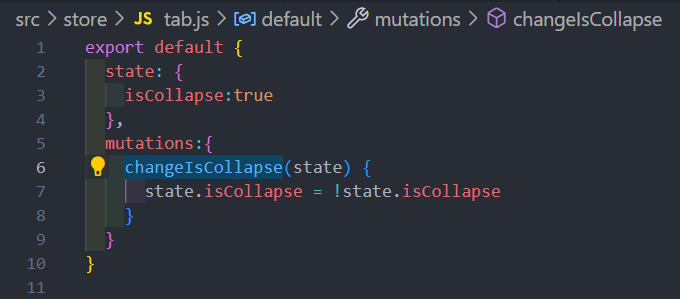 src > store > JS tab.js > default > mutations > changeIsCollapse
1 export default {
2 state: {
3 isCollapse:true
4 },
5 mutations:{
6 changeIsCollapse(state) {
7 state.isCollapse = !state.isCollapse
8 }
9 }
10 }
11